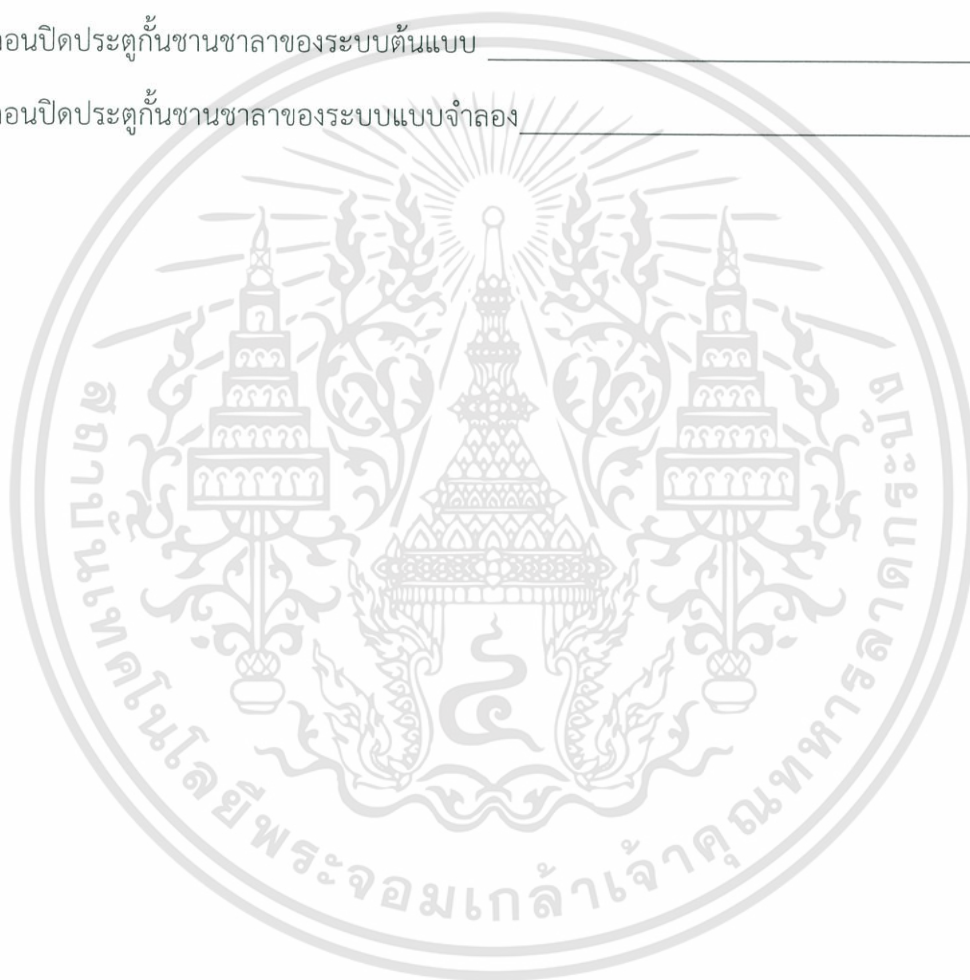 อนปิดประตูกั้นชานชาลาของระบบต้นแบบ
อนปิดประตูกั้นชานชาลาของระบบแบบจำลอง
สถาบันเทคโนโลยีพระจอมเกล้าเจ้าคุณทหารลาดกระบัง